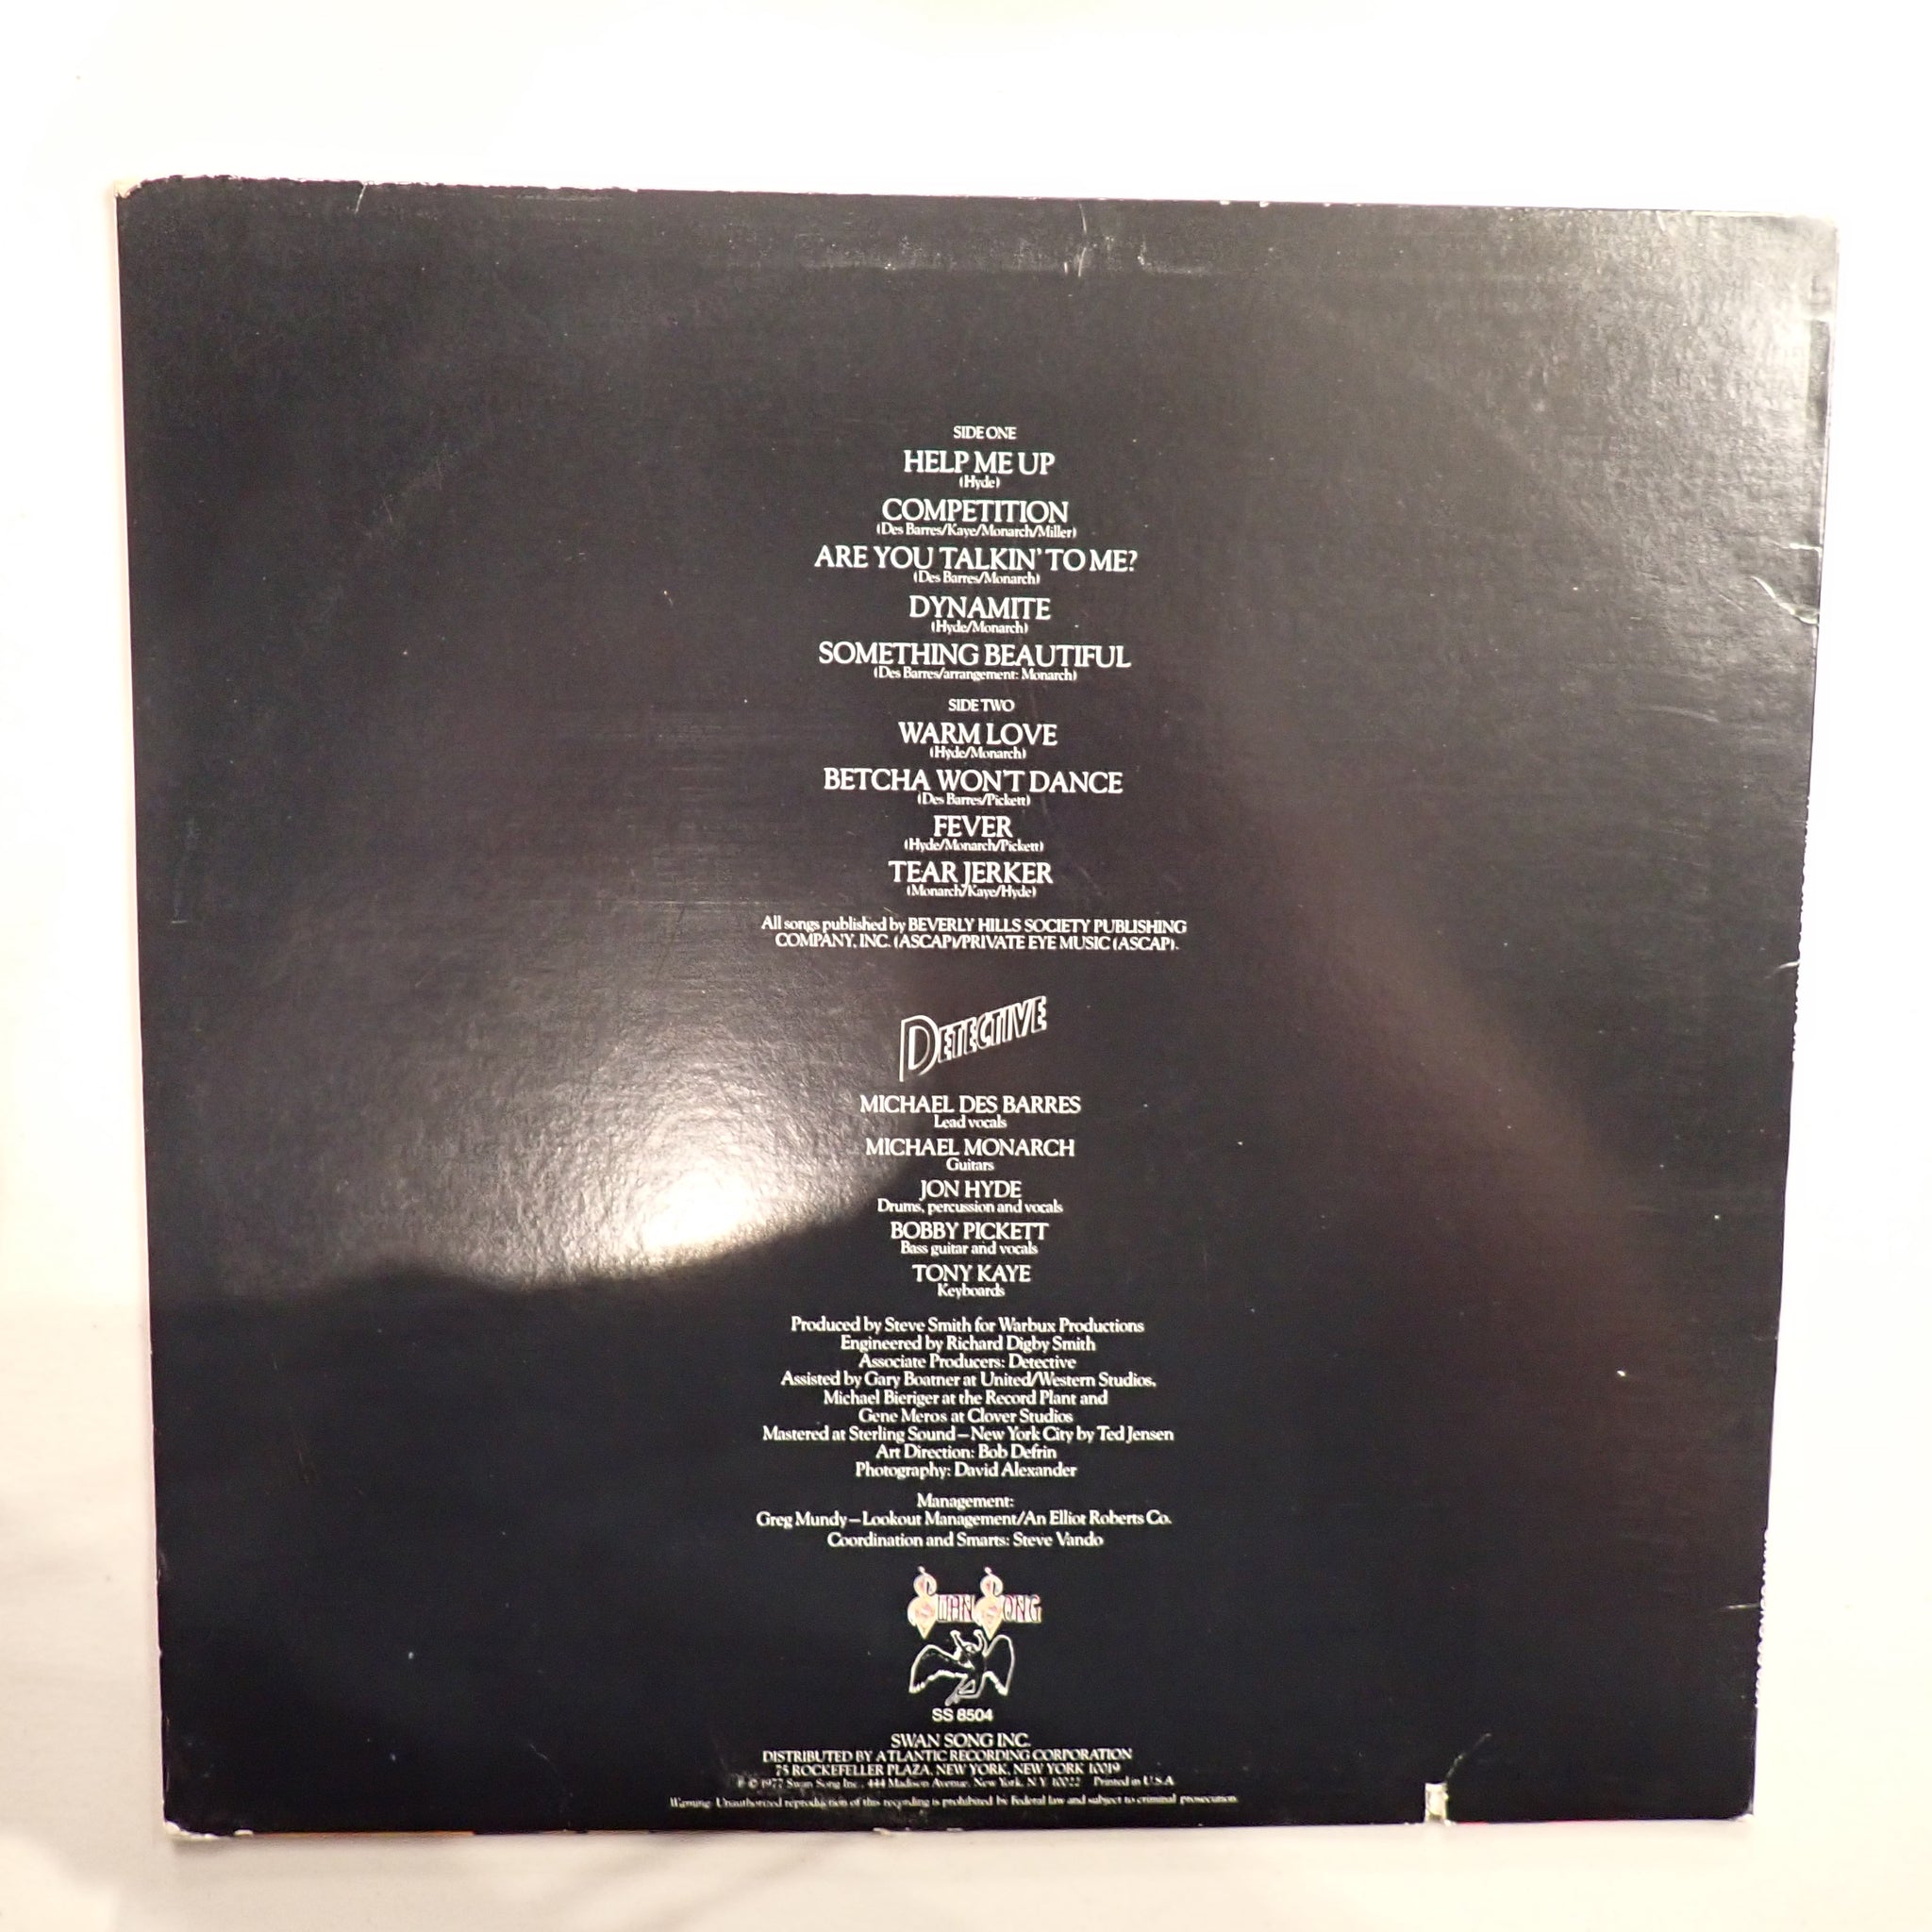 SIDE ONE
HELP ME UP
(Hyde)
COMPETITION
(Des Barres/Kaye/Monarch/Miller)
ARE YOU TALKIN' TO ME?
(Des Barres/Monarch)
DYNAMITE
(Hyde/Monarch)
SOMETHING BEAUTIFUL
(Des Barres/arrangement: Monarch)
SIDE TWO
WARM LOVE
(Hyde/Monarch)
BETCHA WON'T DANCE
(Des Barres/Pickett)
FEVER
(Hyde/Monarch/Pickett)
TEAR JERKER
(Monarch/Kaye/Hyde)
All songs published by BEVERLY HILLS SOCIETY PUBLISHING
COMPANY, INC. (ASCAP)/PRIVATE EYE MUSIC (ASCAP).
DETECTIVE
MICHAEL DES BARRES
Lead vocals
MICHAEL MONARCH
Guitars
JON HYDE
Drums, percussion and vocals
BOBBY PICKETT
Bass guitar and vocals
TONY KAYE
Keyboards
Produced by Steve Smith for Warbux Productions
Engineered by Richard Digby Smith
Associate Producers: Detective
Assisted by Gary Boatner at United/Western Studios,
Michael Bieriger at the Record Plant and
Gene Meros at Clover Studios
Mastered at Sterling Sound—New York City by Ted Jensen
Art Direction: Bob Defrin
Photography: David Alexander
Management:
Greg Mundy—Lookout Management/An Elliot Roberts Co.
Coordination and Smarts: Steve Vando
SWAN SONG
SS 8504
SWAN SONG INC.
DISTRIBUTED BY ATLANTIC RECORDING CORPORATION
75 ROCKEFELLER PLAZA, NEW YORK, NEW YORK 10019
℗ © 1977 Swan Song Inc., 444 Madison Avenue, New York, N.Y. 10022 Printed in U.S.A.
Warning: Unauthorized reproduction of this recording is prohibited by Federal law and subject to criminal prosecution.